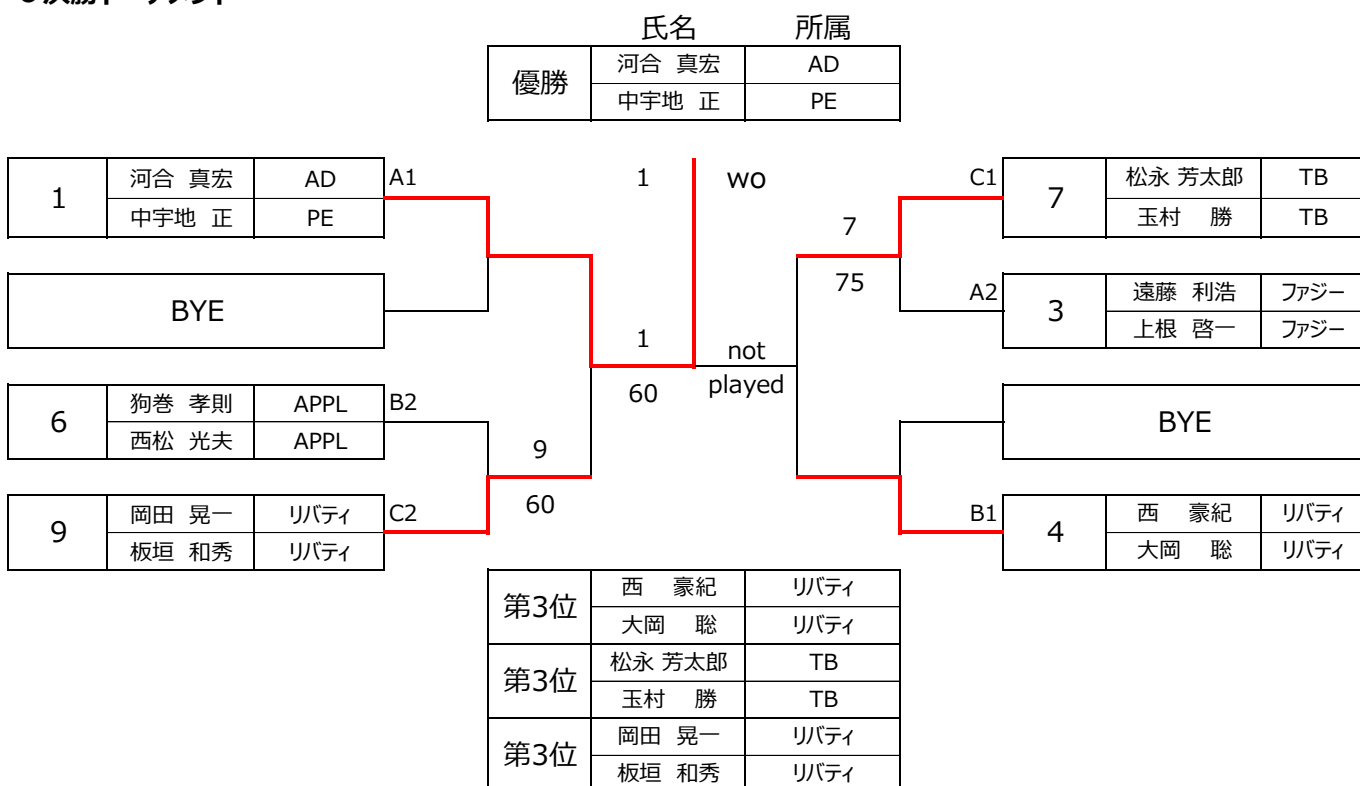 氏名 所属
優勝 河合 真宏 AD
中宇地 正 PE
1 河合 真宏 AD A1
中宇地 正 PE
BYE
6 狗巻 孝則 APPL B2
西松 光夫 APPL
9 岡田 晃一 リバティ C2
板垣 和秀 リバティ
9
60
1
60
1 wo
not
played
7
75
C1 7 松永 芳太郎 TB
玉村 勝 TB
A2 3 遠藤 利浩 ファジー
上根 啓一 ファジー
BYE
B1 4 西 豪紀 リバティ
大岡 聡 リバティ
第3位 西 豪紀 リバティ
大岡 聡 リバティ
第3位 松永 芳太郎 TB
玉村 勝 TB
第3位 岡田 晃一 リバティ
板垣 和秀 リバティ